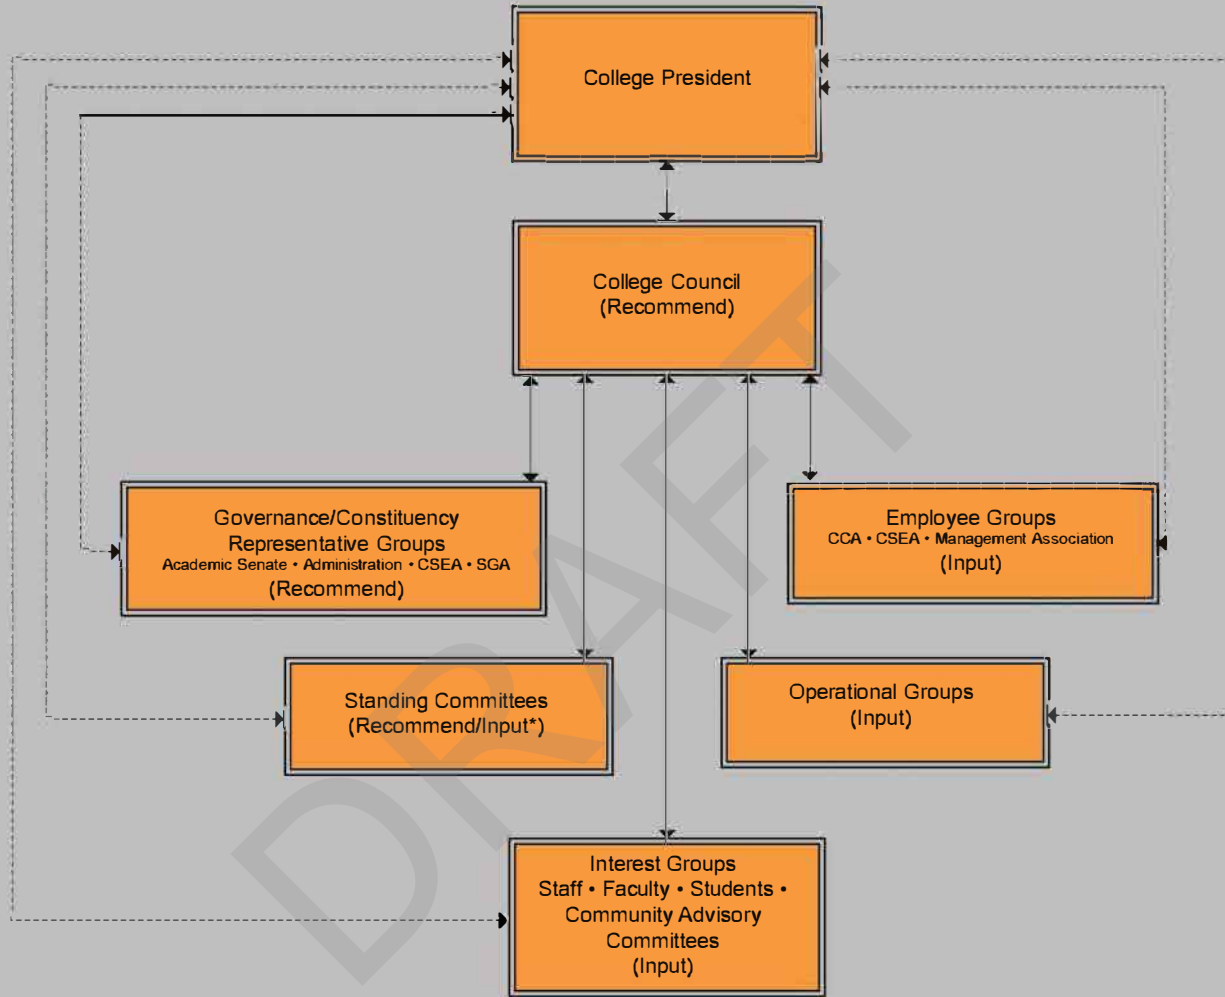 College President
College Council
(Recommend)
Governance/Constituency
Representative Groups
Academic Senate • Administration • CSEA • SGA
(Recommend)
Employee Groups
CCA • CSEA • Management Association
(Input)
Standing Committees
(Recommend/Input*)
Operational Groups
(Input)
Interest Groups
Staff • Faculty • Students •
Community Advisory
Committees
(Input)
DRAFT